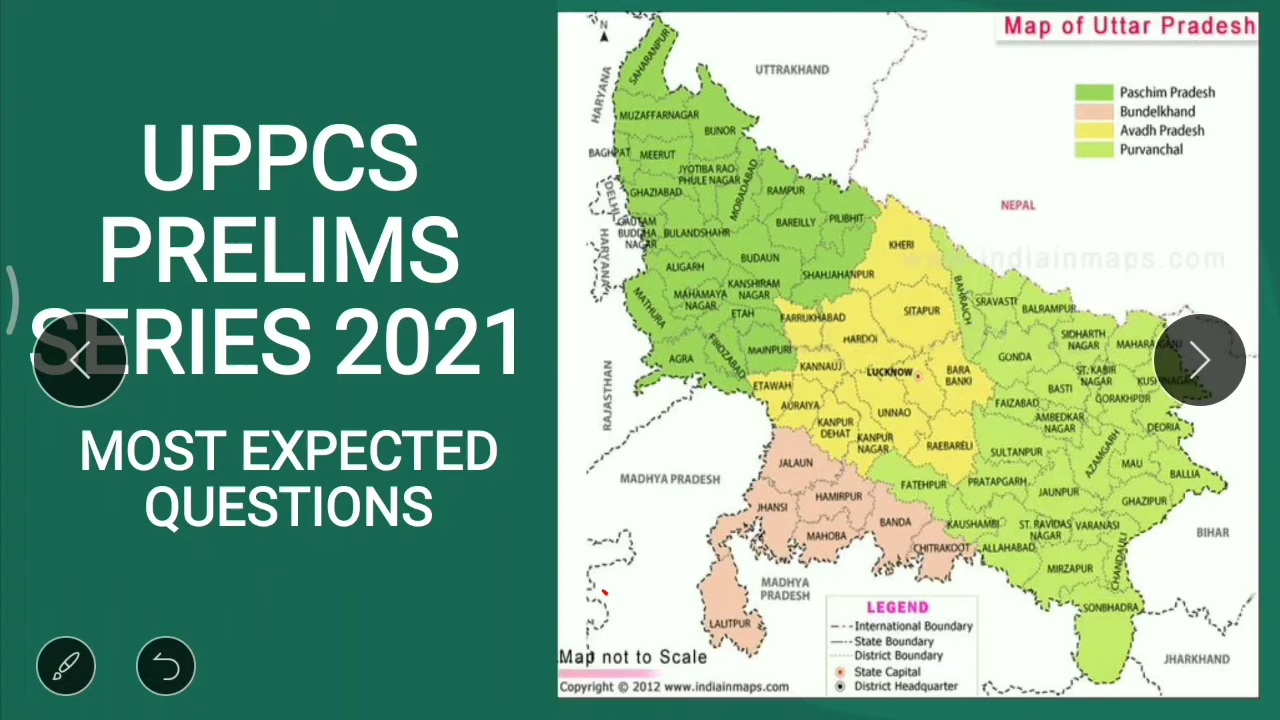 UPPCS
PRELIMS
SERIES 2021
MOST EXPECTED
QUESTIONS
Map of Uttar Pradesh
N
Paschim Pradesh
Bundelkhand
Avadh Pradesh
Purvanchal
UTTRAKHAND
HARYANA
NEPAL
DELHI
HARYANA
RAJASTHAN
MADHYA PRADESH
MADHYA
PRADESH
BIHAR
JHARKHAND
www.indiainmaps.com
SAHARANPUR
MUZAFFARNAGAR
BIJNOR
BAGHPAT
MEERUT
JYOTIBA RAO
PHULE NAGAR
GHAZIABAD
MORADABAD
RAMPUR
GAUTAM
BUDDHA
NAGAR
BULANDSHAHR
BAREILLY
PILIBHIT
ALIGARH
BUDAUN
SHAHJAHANPUR
KHERI
MATHURA
MAHAMAYA
NAGAR
KANSHIRAM
NAGAR
ETAH
FARRUKHABAD
SITAPUR
BAHRAICH
SRAVASTI
BALRAMPUR
AGRA
FIROZABAD
MAINPURI
HARDOI
GONDA
SIDHARTH
NAGAR
ETAWAH
KANNAUJ
LUCKNOW
BARA
BANKI
BASTI
ST. KABIR
NAGAR
GORAKHPUR
AURAIYA
KANPUR
DEHAT
KANPUR
NAGAR
UNNAO
RAEBARELI
FAIZABAD
AMBEDKAR
NAGAR
DEORIA
SULTANPUR
AZAMGARH
MAU
BALLIA
JALAUN
FATEHPUR
PRATAPGARH
JAUNPUR
GHAZIPUR
JHANSI
HAMIRPUR
BANDA
MAHOBA
CHITRAKOOT
KAUSHAMBI
ALLAHABAD
ST. RAVIDAS
NAGAR
VARANASI
CHANDAULI
MIRZAPUR
SONBHADRA
LALITPUR
LEGEND
International Boundary
State Boundary
District Boundary
State Capital
District Headquarter
Map not to Scale
Copyright © 2012 www.indiainmaps.com